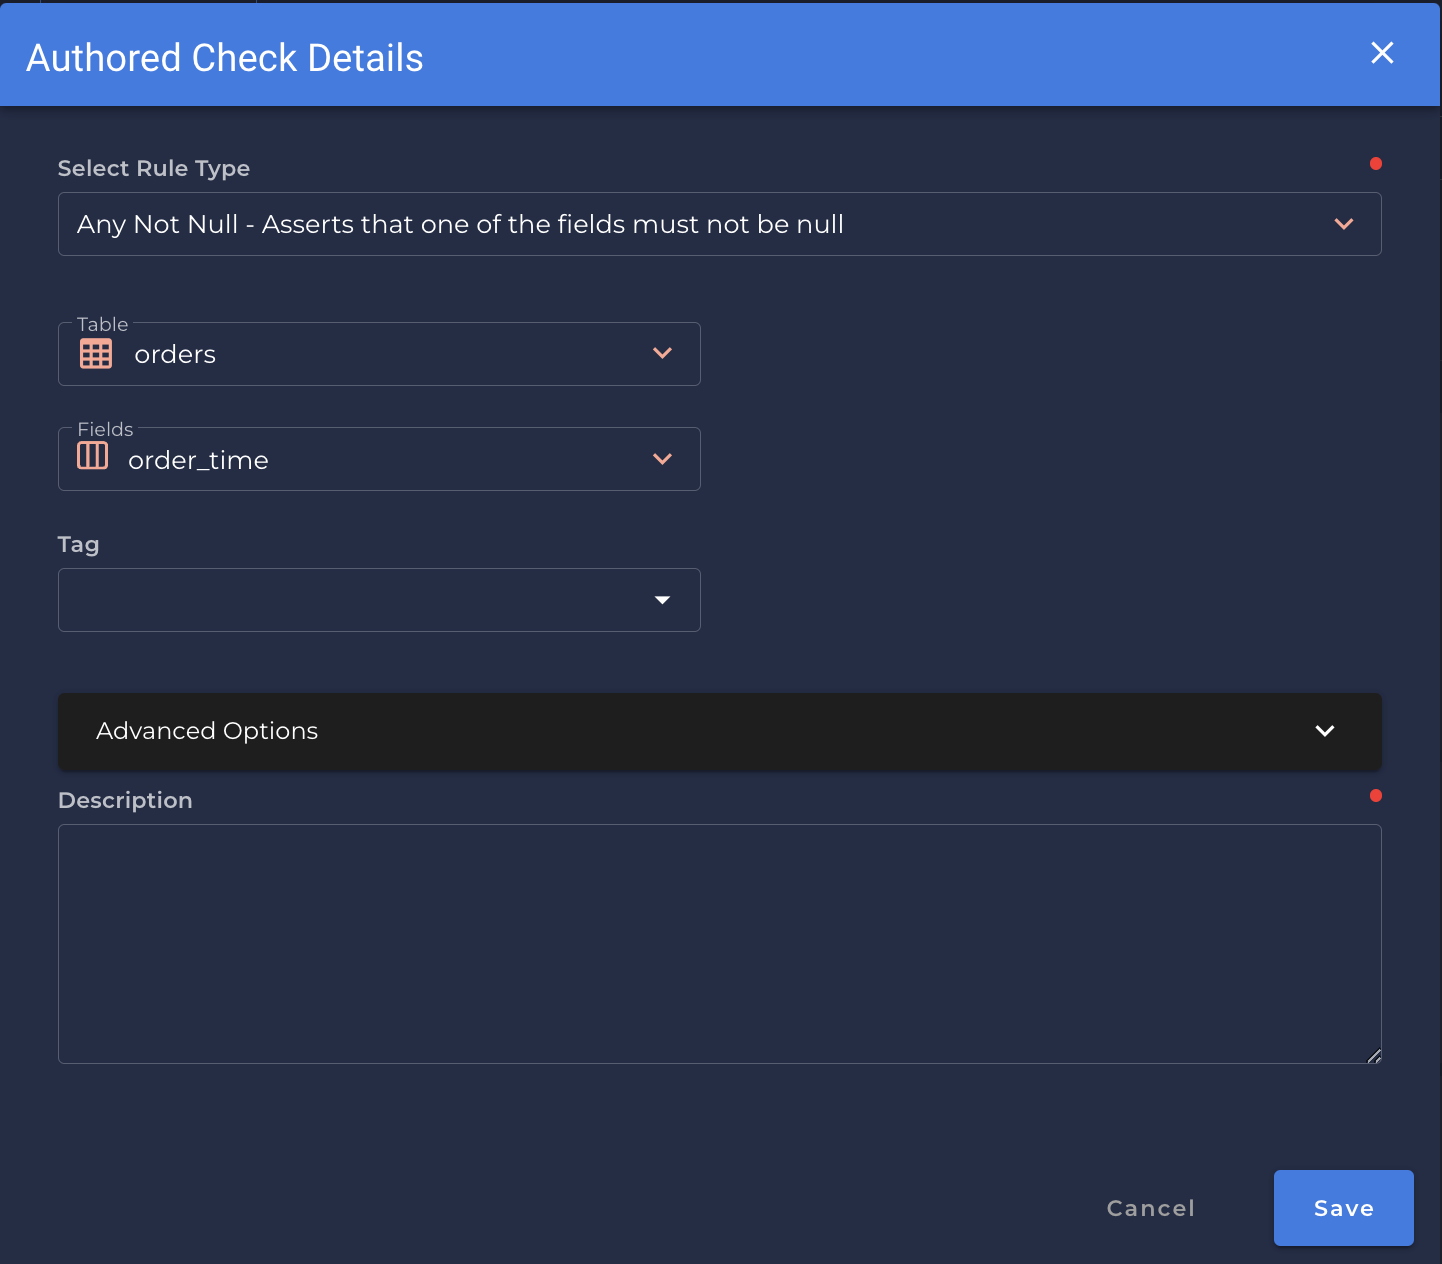 Authored Check Details
Select Rule Type
Any Not Null - Asserts that one of the fields must not be null
Table
orders
Fields
order_time
Tag
Advanced Options
Description
Cancel
Save